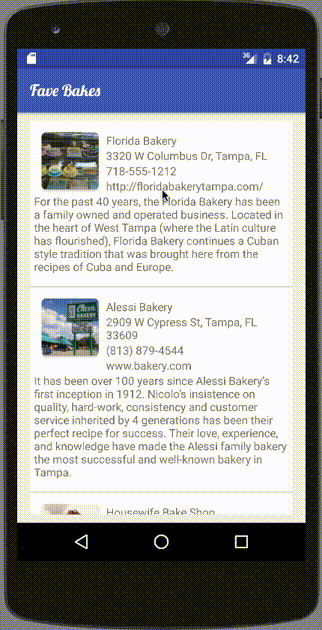 3G 8:42
Fave Bakes
Florida Bakery
3320 W Columbus Dr, Tampa, FL
718-555-1212
http://floridabakerytampa.com/
For the past 40 years, the Florida Bakery has been
a family owned and operated business. Located in
the heart of West Tampa (where the Latin culture
has flourished), Florida Bakery continues a Cuban
style tradition that was brought here from the
recipes of Cuba and Europe.
Alessi
BAKERY
Alessi Bakery
2909 W Cypress St, Tampa, FL
33609
(813) 879-4544
www.bakery.com
It has been over 100 years since Alessi Bakery's
first inception in 1912. Nicolo's insistence on
quality, hard-work, consistency and customer
service inherited by 4 generations has been their
perfect recipe for success. Their love, experience,
and knowledge have made the Alessi family bakery
the most successful and well-known bakery in
Tampa.
Housewife Bake Shop